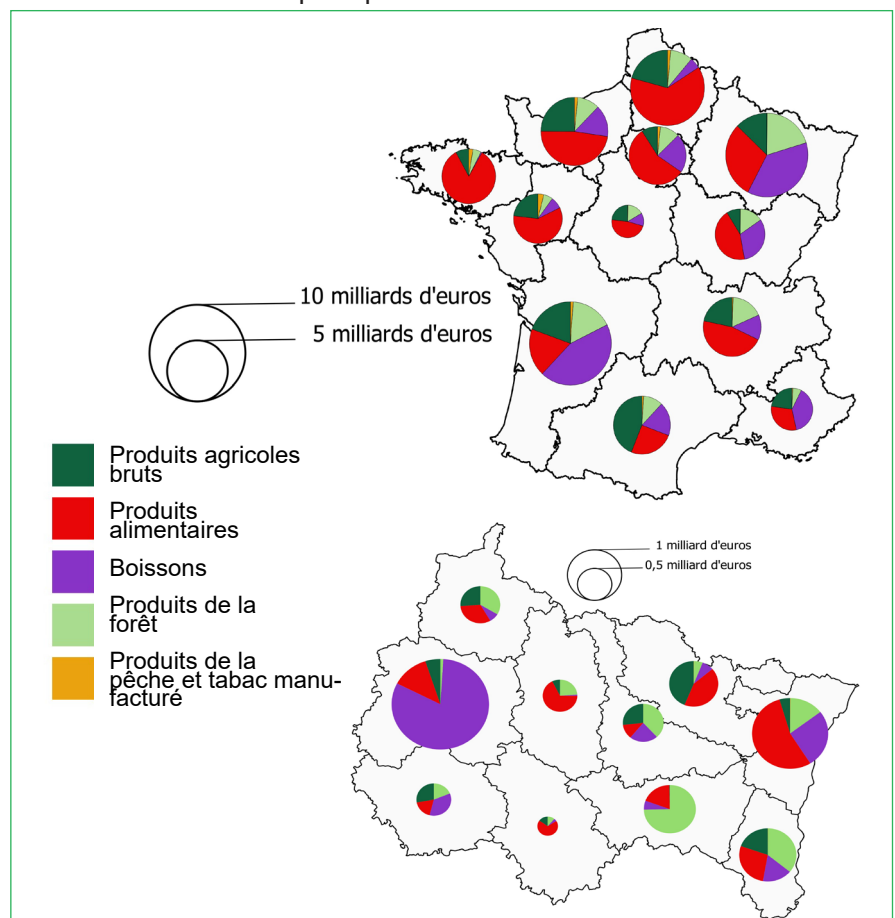 10 milliards d'euros
5 milliards d'euros
Produits agricoles
bruts
Produits
alimentaires
Boissons
Produits de la
forêt
Produits de la
pêche et tabac manu-
facturé
1 milliard d'euros
0,5 milliard d'euros